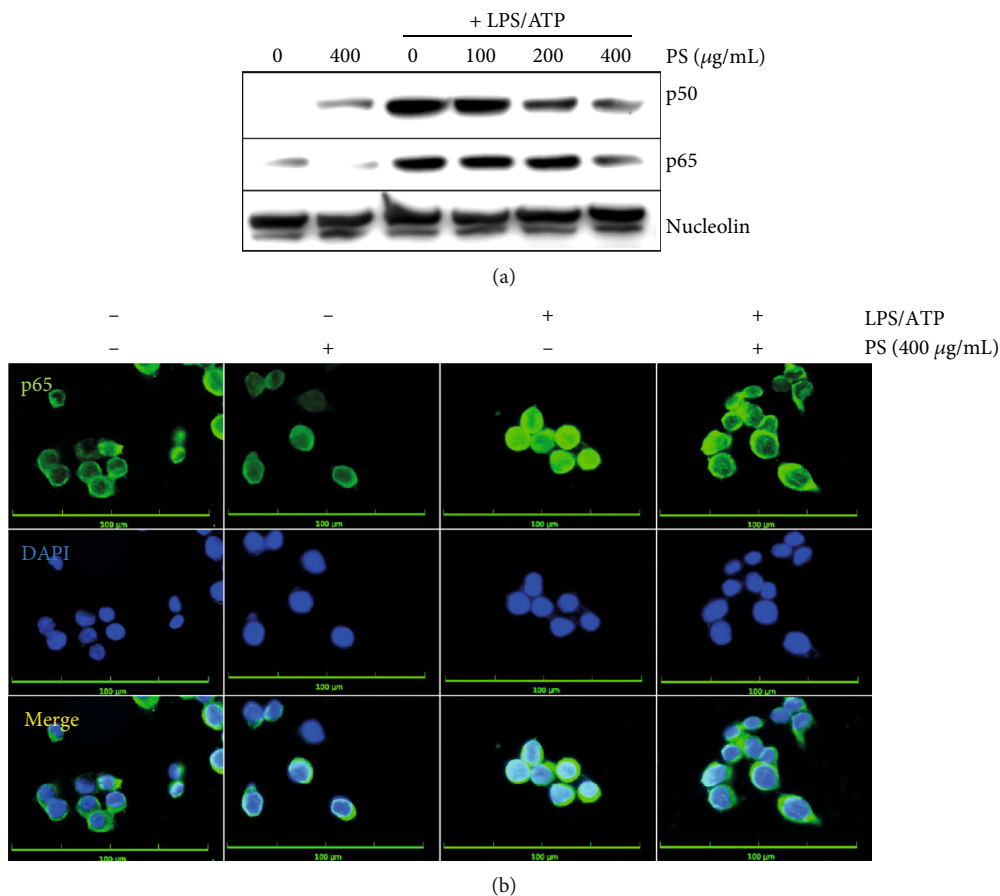 + LPS/ATP
0 400 0 100 200 400 PS (μg/mL)
p50
p65
Nucleolin
(a)
– – + + LPS/ATP
– + – + PS (400 μg/mL)
p65
100 μm 100 μm 100 μm 100 μm
DAPI
100 μm 100 μm 100 μm 100 μm
Merge
100 μm 100 μm 100 μm 100 μm
(b)